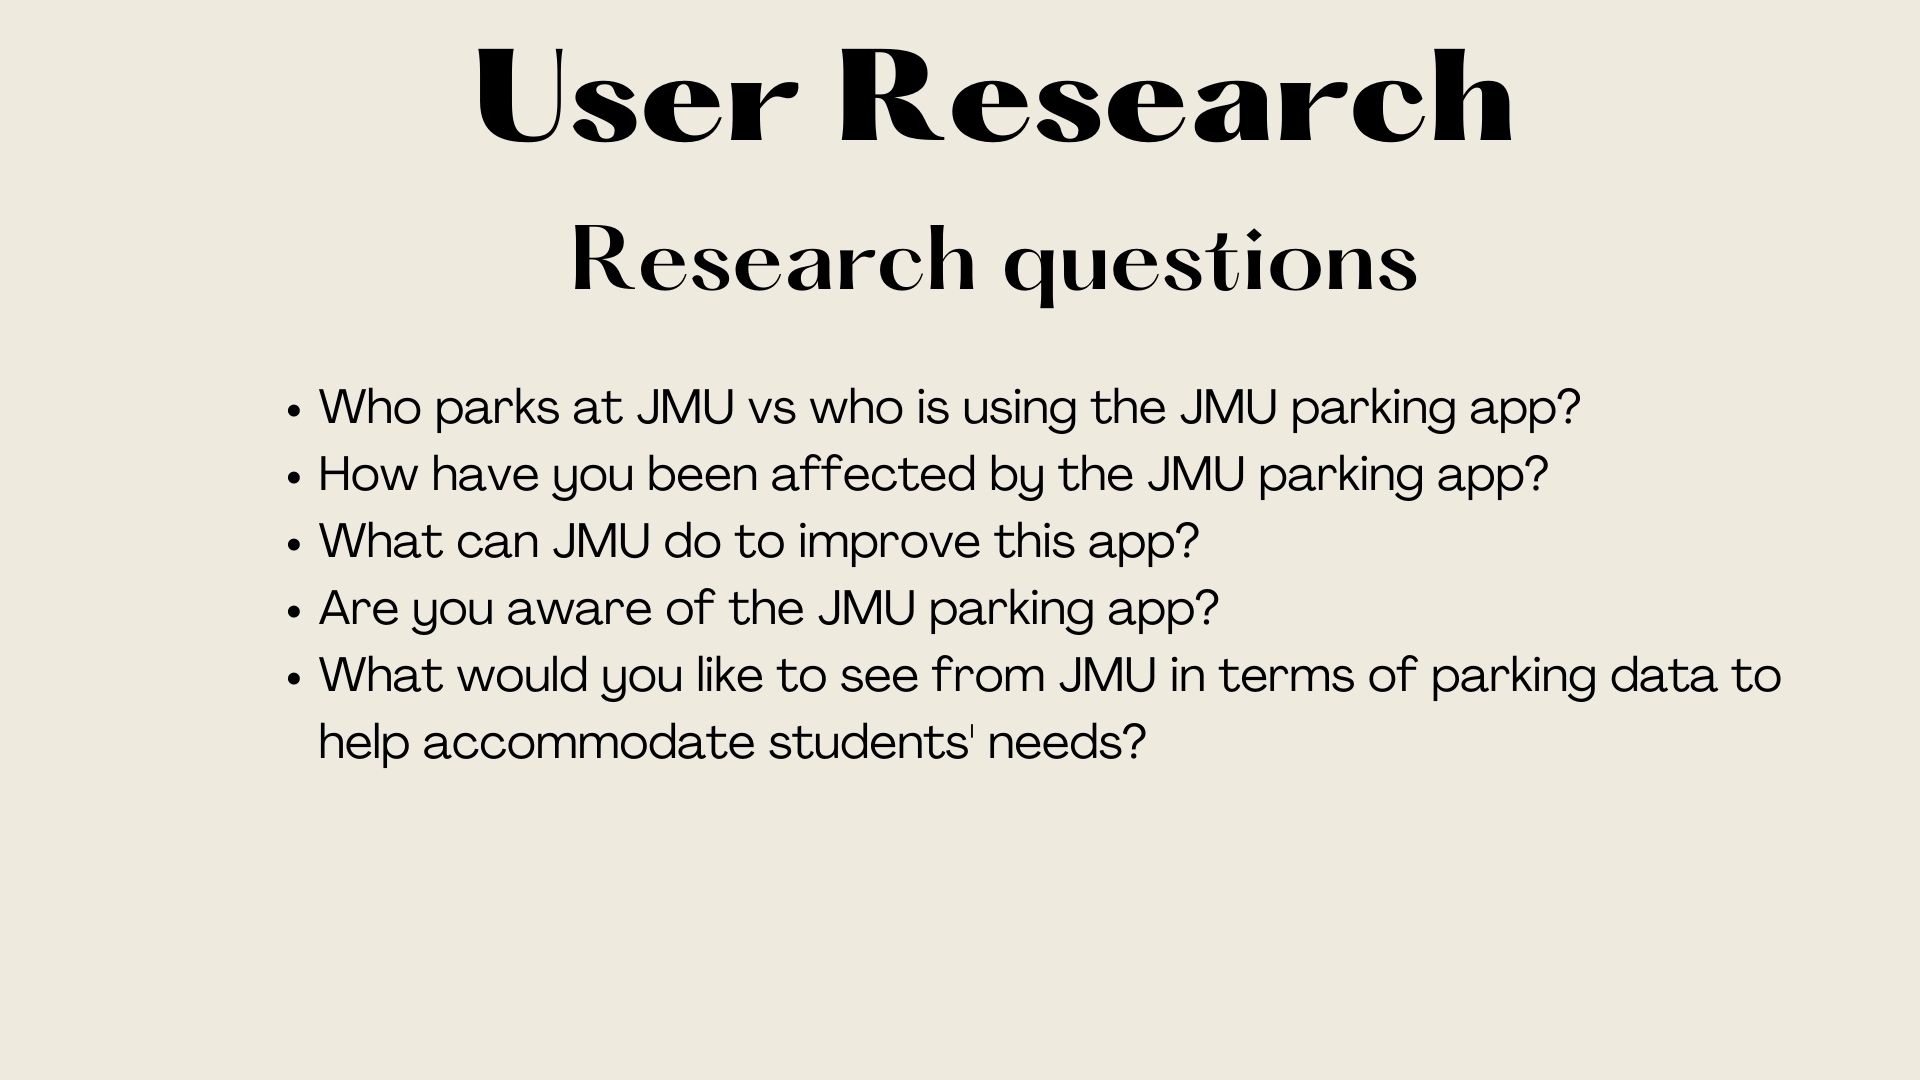 User Research
Research questions
• Who parks at JMU vs who is using the JMU parking app?
• How have you been affected by the JMU parking app?
• What can JMU do to improve this app?
• Are you aware of the JMU parking app?
• What would you like to see from JMU in terms of parking data to
help accommodate students' needs?